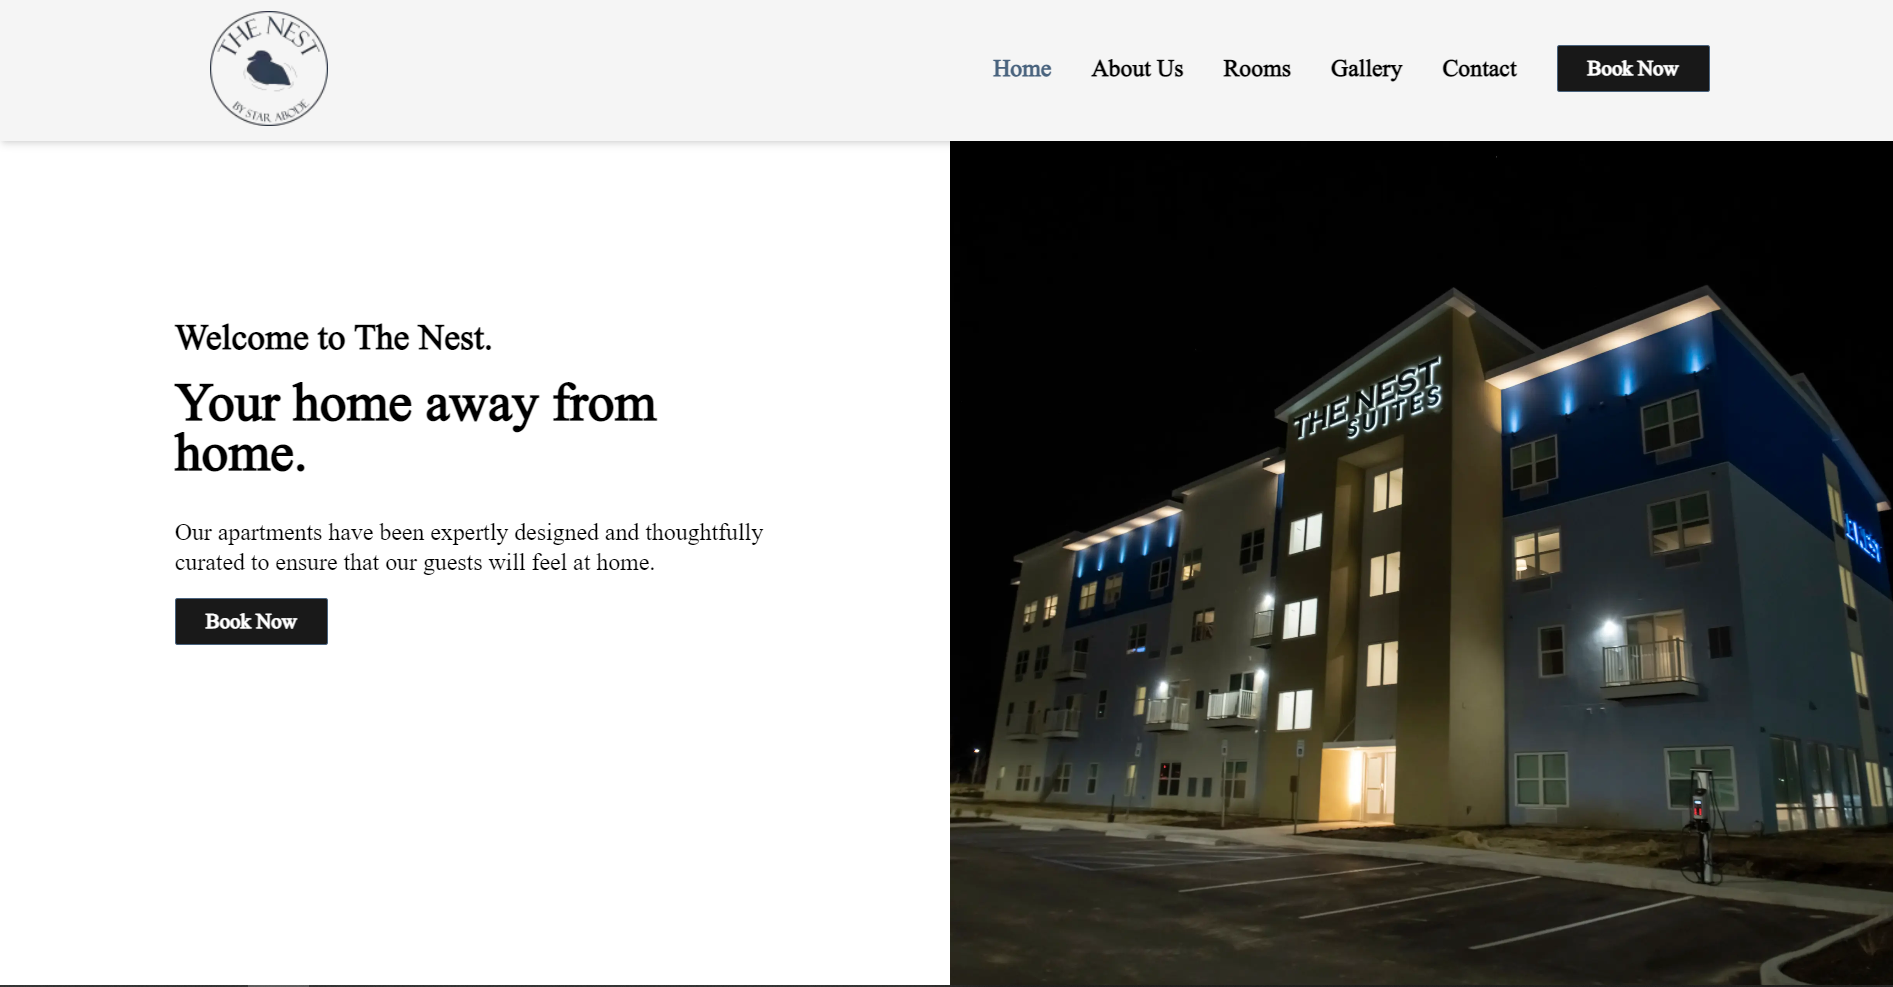 THE NEST
BY STAR ABODE
Home
About Us
Rooms
Gallery
Contact
Book Now
Welcome to The Nest.
Your home away from
home.
Our apartments have been expertly designed and thoughtfully
curated to ensure that our guests will feel at home.
Book Now
THE NEST
SUITES